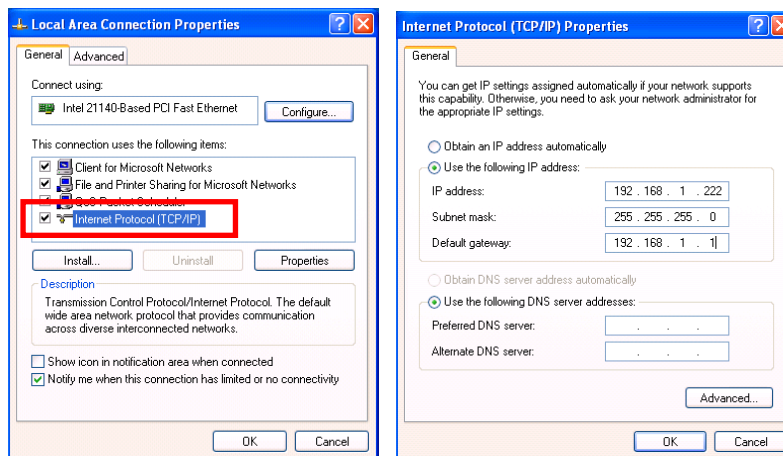 Local Area Connection Properties
General
Advanced
Connect using:
Intel 21140-Based PCI Fast Ethernet
Configure...
This connection uses the following items:
Client for Microsoft Networks
File and Printer Sharing for Microsoft Networks
QoS Packet Scheduler
Internet Protocol (TCP/IP)
Install...
Uninstall
Properties
Description
Transmission Control Protocol/Internet Protocol. The default
wide area network protocol that provides communication
across diverse interconnected networks.
Show icon in notification area when connected
Notify me when this connection has limited or no connectivity
OK
Cancel
Internet Protocol (TCP/IP) Properties
General
You can get IP settings assigned automatically if your network supports
this capability. Otherwise, you need to ask your network administrator for
the appropriate IP settings.
Obtain an IP address automatically
Use the following IP address:
IP address: 192 . 168 . 1 . 222
Subnet mask: 255 . 255 . 255 . 0
Default gateway: 192 . 168 . 1 . 1
Obtain DNS server address automatically
Use the following DNS server addresses:
Preferred DNS server: . . .
Alternate DNS server: . . .
Advanced...
OK
Cancel